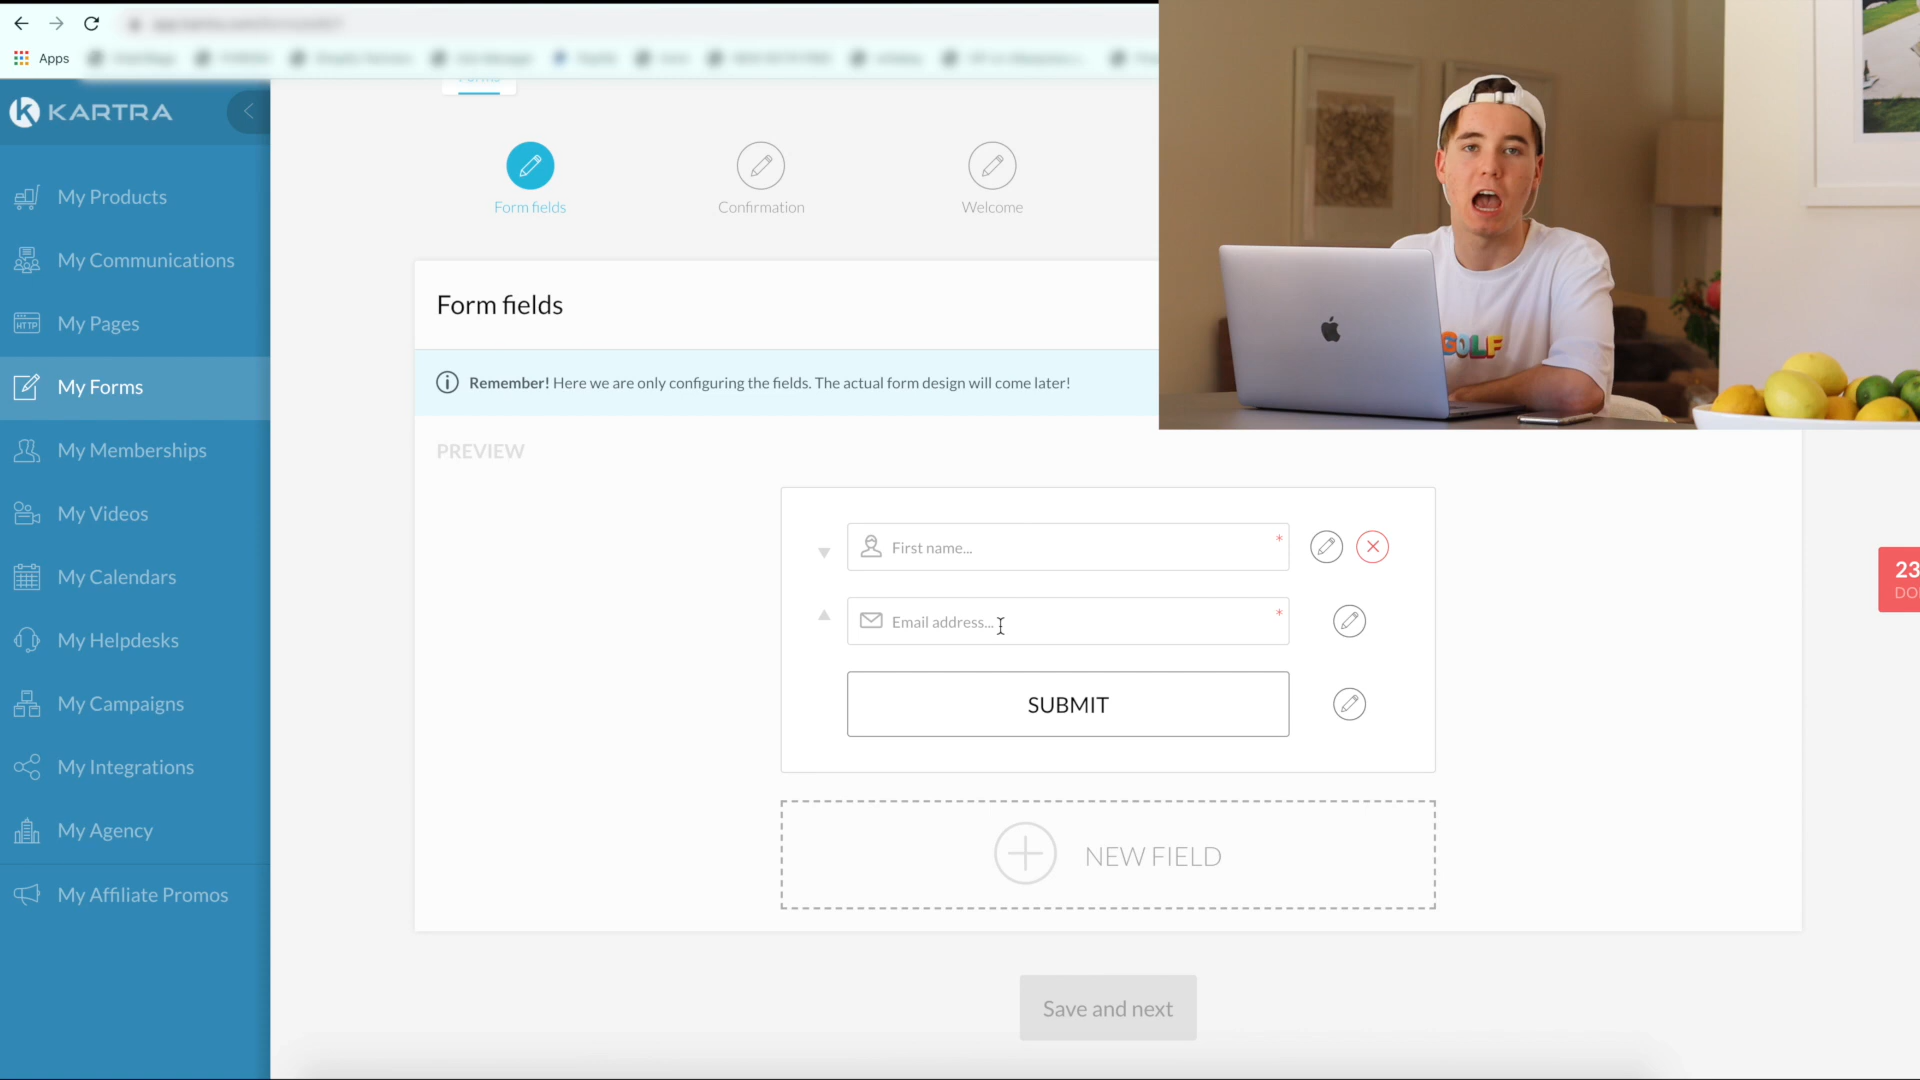 Apps
KARTRA
Form fields
Confirmation
Welcome
My Products
My Communications
My Pages
My Forms
My Memberships
My Videos
My Calendars
My Helpdesks
My Campaigns
My Integrations
My Agency
My Affiliate Promos
HTTP
Form fields
Remember! Here we are only configuring the fields. The actual form design will come later!
PREVIEW
First name... *
Email address... *
SUBMIT
NEW FIELD
Save and next
23
GOLF